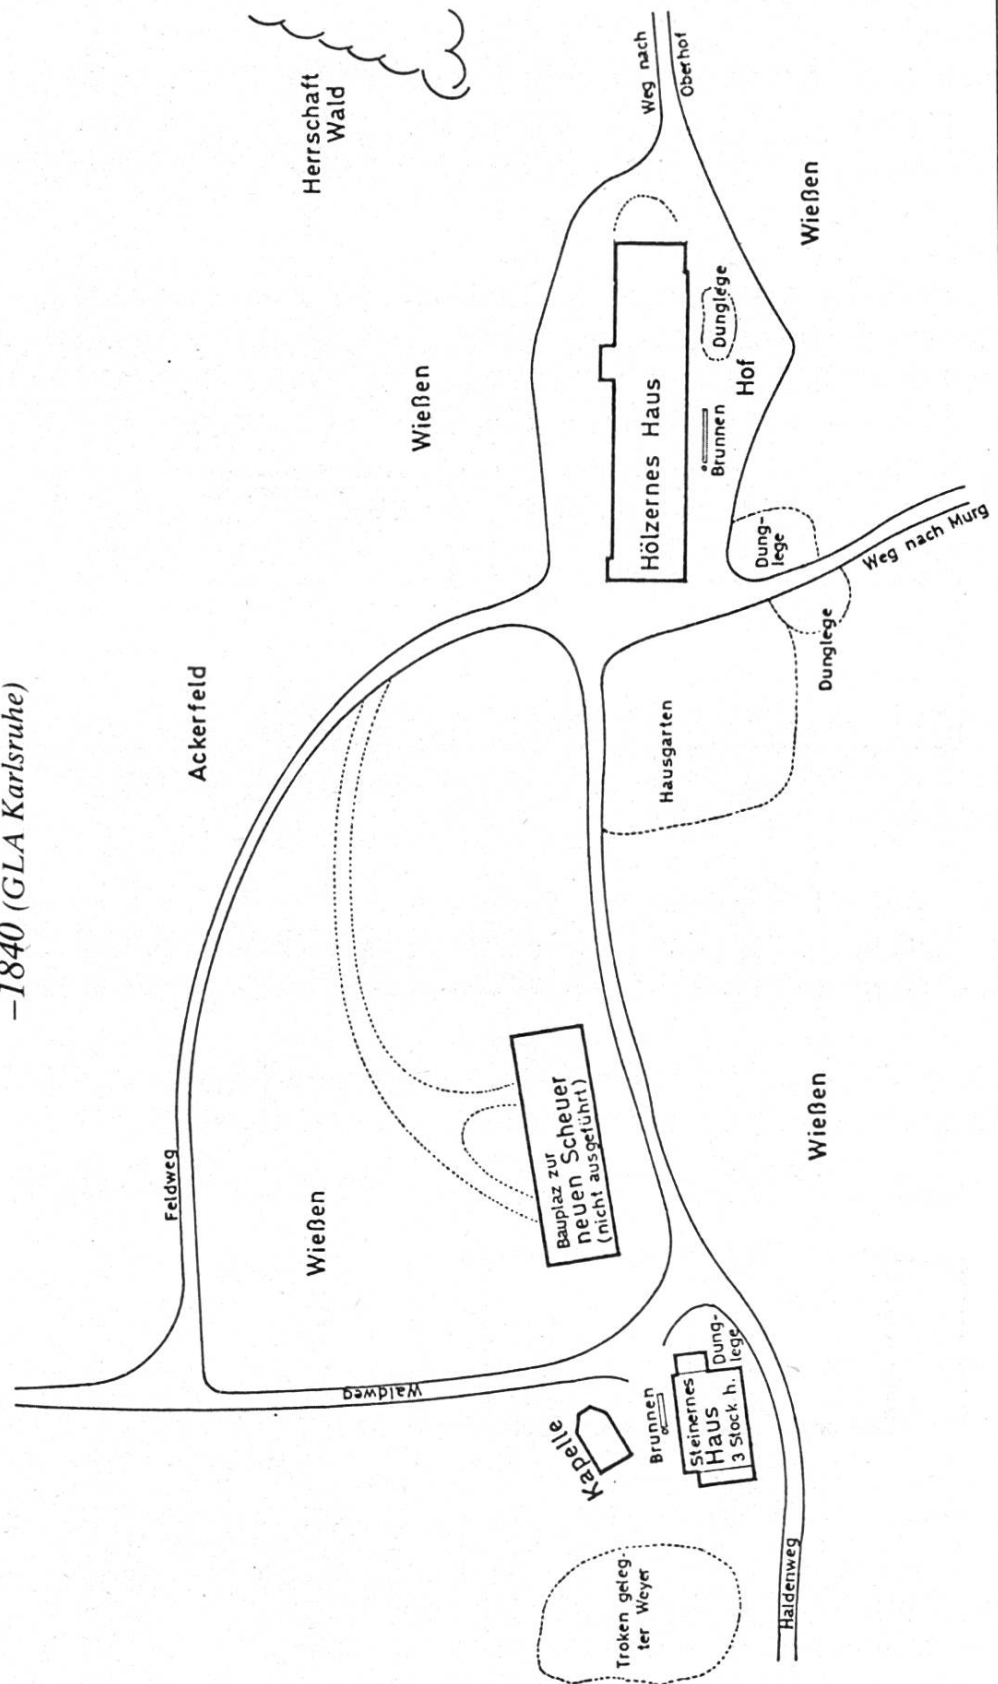 –1840 (GLA Karlsruhe)
Herrschaft
Wald
Ackerfeld
Feldweg
Wießen
Weg nach
Oberhof
Wießen
Wießen
Waldweg
Hölzernes Haus
Brunnen
Dunglege
Hof
Dung-
lege
Weg nach Murg
Dunglege
Hausgarten
Bauplaz zur
neuen Scheuer
(nicht ausgeführt)
Wießen
Kapelle
Brunnen
Steinernes
Haus
3 Stock h.
Dung-
lege
Troken geleg-
ter Weyer
Haldenweg